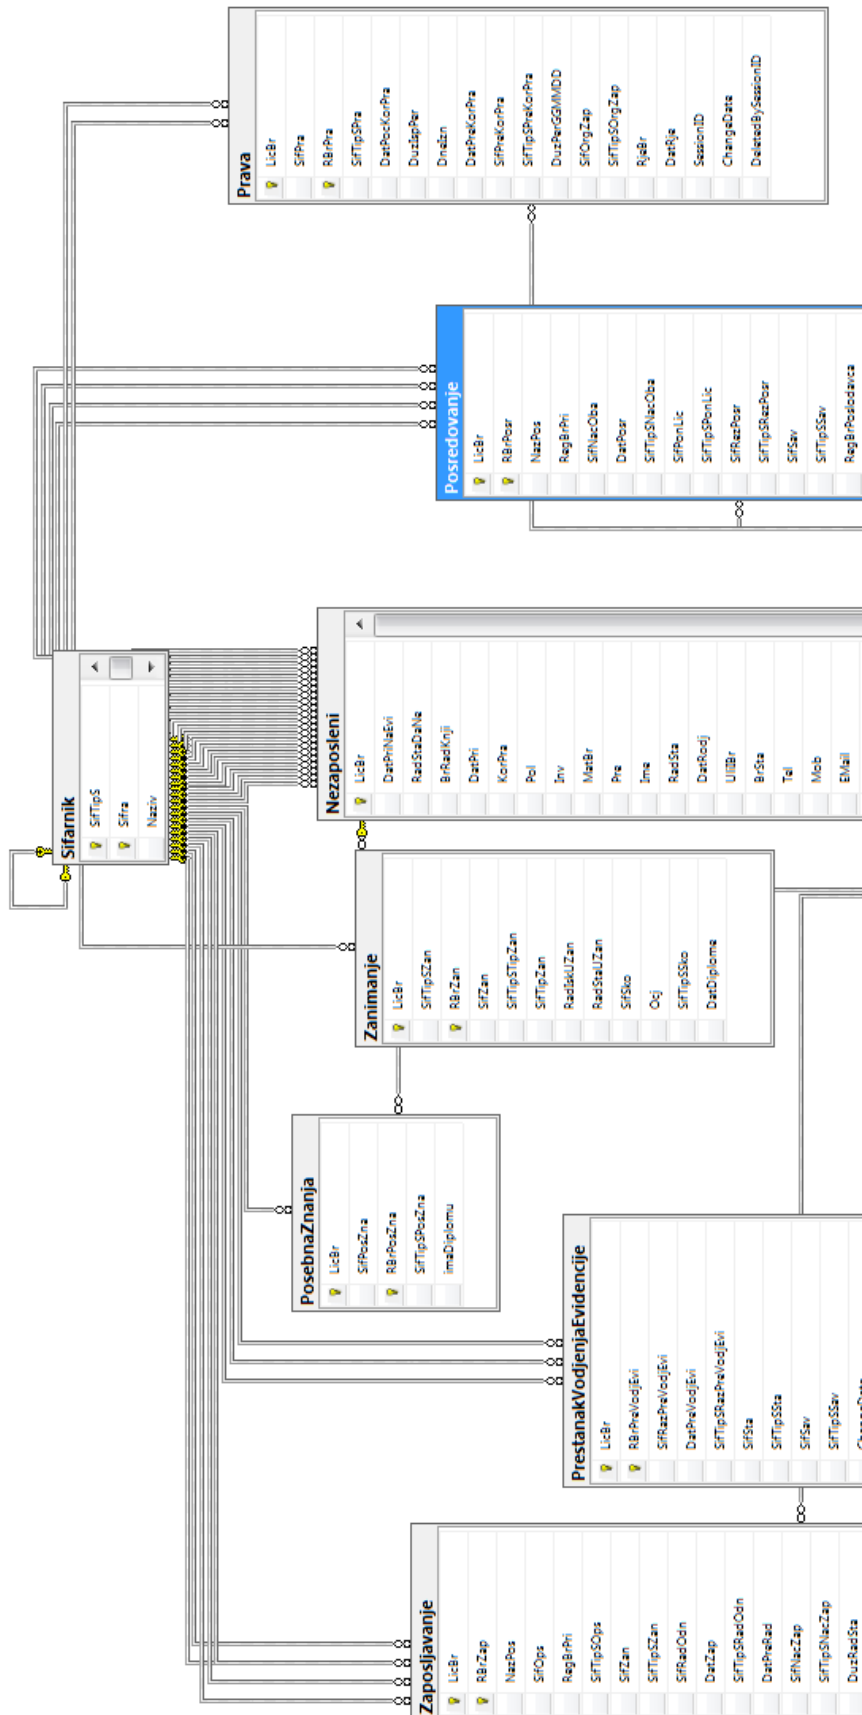 Zaposljavanje
LicBr
RBrZap
NazPos
SifOps
RegBrPri
SifTipSOps
SifZan
SifTipSZan
SifRadOdn
DatZap
SifTipSRadOdn
DatPreRad
SifNacZap
SifTipSNacZap
DuzRadSta
PrestanakVodjenjaEvidencije
LicBr
RBrPreVodjEvi
SifRazPreVodjEvi
DatPreVodjEvi
SifTipSRazPreVodjEvi
SifSta
SifTipSSta
SifSav
SifTipSSav
ChangeDate
PosebnaZnanja
LicBr
SifPosZna
RBrPosZna
SifTipSPosZna
imaDiplomu
Zanimanje
LicBr
SifTipSZan
RBrZan
SifZan
SifTipSTipZan
SifTipZan
RadIskUZan
RadStaUZan
SifSko
Ocj
SifTipSSko
DatDiplome
Sifarnik
SifTipS
Sifra
Naziv
Nezaposleni
LicBr
DatPriNaEvi
RadStaDaNe
BrRadKnji
DatPri
KorPra
Pol
Inv
MatBr
Pre
Ime
RadSta
DatRodj
UliIBr
BrSta
Tel
Mob
EMail
Posredovanje
LicBr
RBrPosr
NazPos
RegBrPri
SifNacOba
DatPosr
SifTipSNacOba
SifPonLic
SifTipSPonLic
SifRazPosr
SifTipSRazPosr
SifSav
SifTipSSav
RegBrPoslodavca
Prava
LicBr
SifPra
RBrPra
SifTipSPra
DatPocKorPra
DuzIspPer
DneIzn
DatPreKorPra
SifPreKorPra
SifTipSPreKorPra
DuzPerGGMMDD
SifOrgZap
SifTipSOrgZap
RjeBr
DatRje
SessionID
ChangeDate
DeletedBySessionID